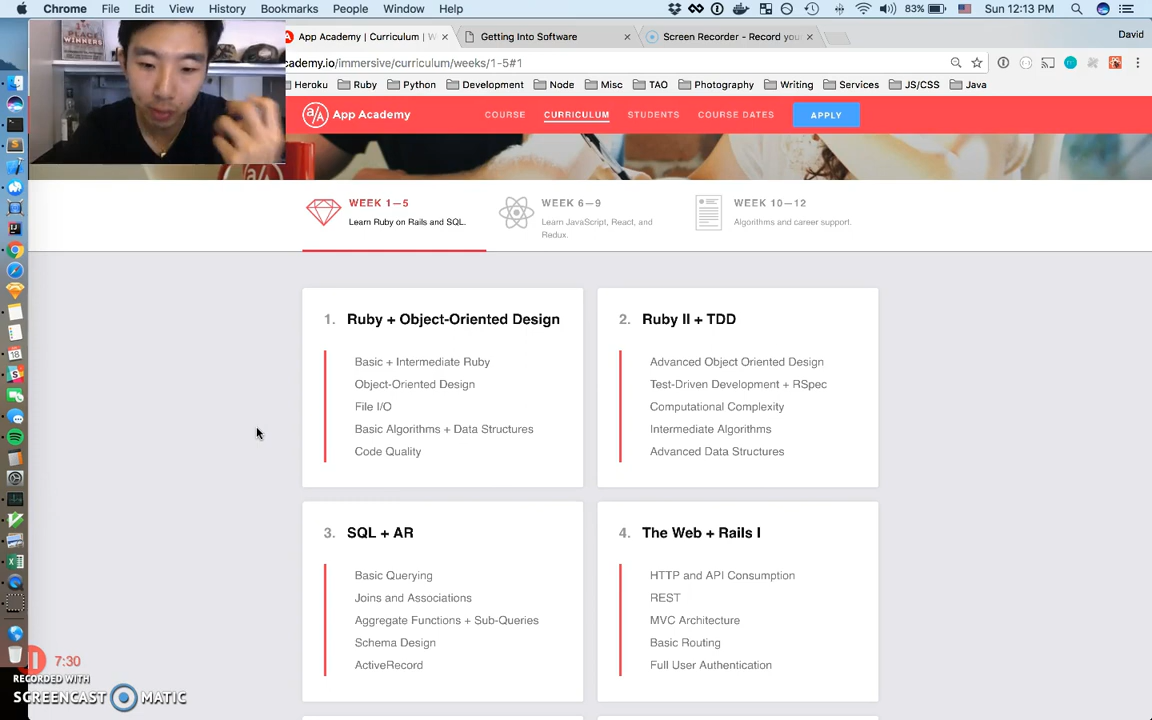 Chrome File Edit View History Bookmarks People Window Help 83% Sun 12:13 PM
David
App Academy | Curriculum | W
Getting Into Software
Screen Recorder - Record your
cademy.io/immersive/curriculum/weeks/1-5#1
Heroku Ruby Python Development Node Misc TAO Photography Writing Services JS/CSS Java
a/A App Academy COURSE CURRICULUM STUDENTS COURSE DATES APPLY
WINNERS
WEEK 1—5
Learn Ruby on Rails and SQL.
WEEK 6—9
Learn JavaScript, React, and
Redux.
WEEK 10—12
Algorithms and career support.
1. Ruby + Object-Oriented Design
Basic + Intermediate Ruby
Object-Oriented Design
File I/O
Basic Algorithms + Data Structures
Code Quality
2. Ruby II + TDD
Advanced Object Oriented Design
Test-Driven Development + RSpec
Computational Complexity
Intermediate Algorithms
Advanced Data Structures
3. SQL + AR
Basic Querying
Joins and Associations
Aggregate Functions + Sub-Queries
Schema Design
ActiveRecord
4. The Web + Rails I
HTTP and API Consumption
REST
MVC Architecture
Basic Routing
Full User Authentication
7:30
RECORDED WITH
SCREENCAST MATIC